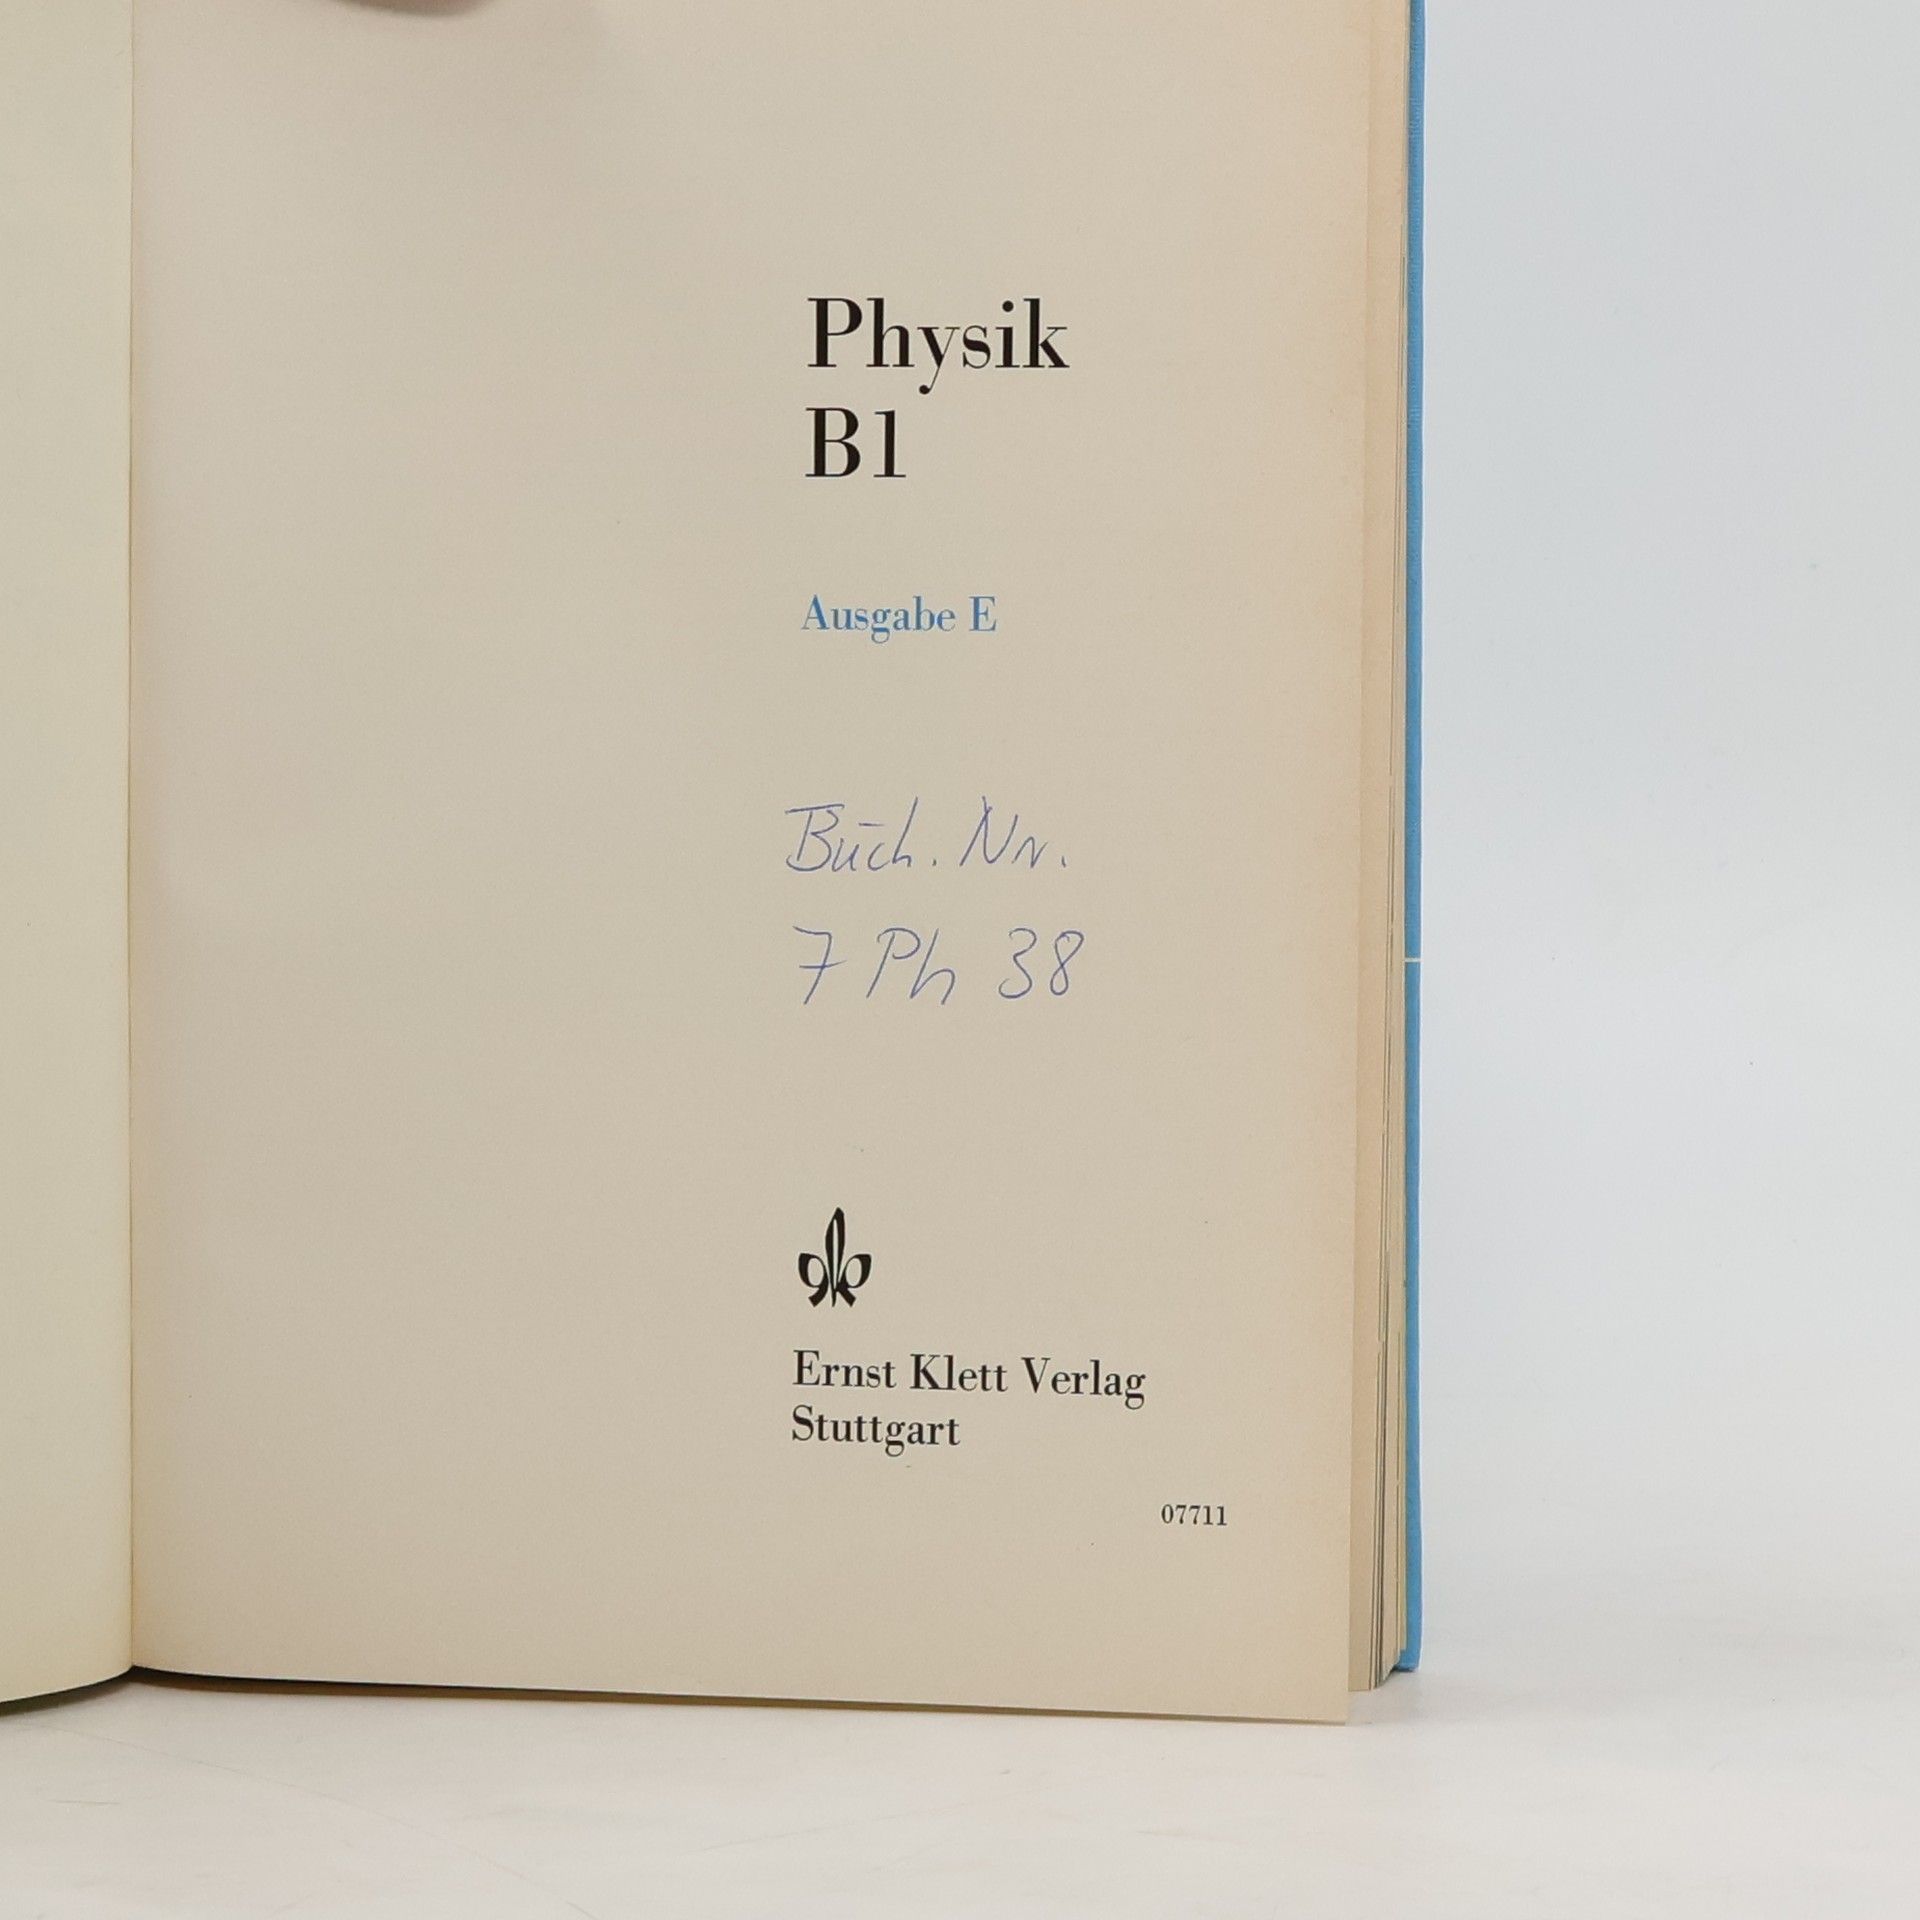 Physik
B1
Ausgabe E
Buch. Nr.
7 Ph 38
Ernst Klett Verlag
Stuttgart
07711